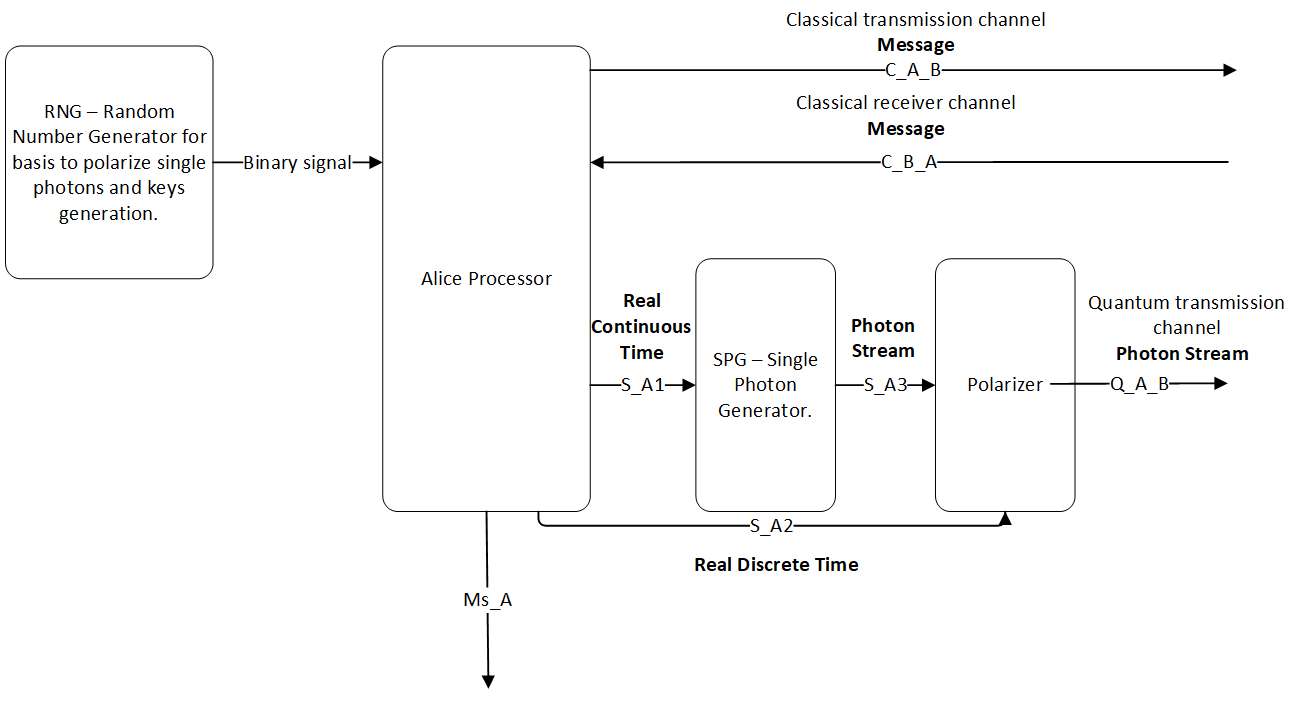 Classical transmission channel
Message
C_A_B
Classical receiver channel
Message
C_B_A
RNG – Random
Number Generator for
basis to polarize single
photons and keys
generation.
Binary signal
Alice Processor
Real
Continuous
Time
S_A1
SPG – Single
Photon
Generator.
Photon
Stream
S_A3
Polarizer
Quantum transmission
channel
Photon Stream
Q_A_B
S_A2
Real Discrete Time
Ms_A